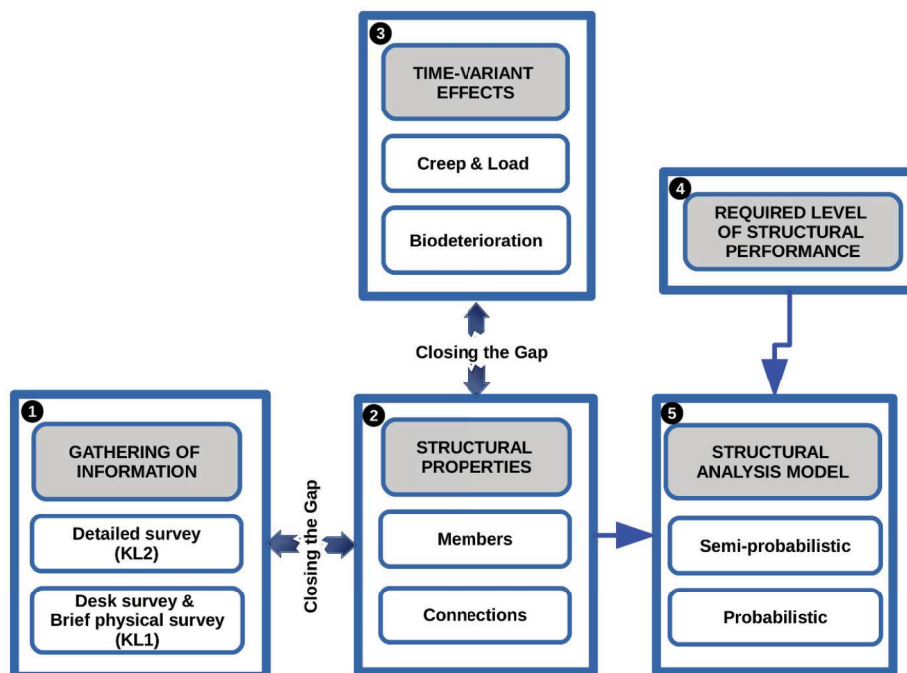 3
TIME-VARIANT
EFFECTS
Creep & Load
Biodeterioration
4
REQUIRED LEVEL
OF STRUCTURAL
PERFORMANCE
Closing the Gap
1
GATHERING OF
INFORMATION
Detailed survey
(KL2)
Desk survey &
Brief physical survey
(KL1)
Closing the Gap
2
STRUCTURAL
PROPERTIES
Members
Connections
5
STRUCTURAL
ANALYSIS MODEL
Semi-probabilistic
Probabilistic